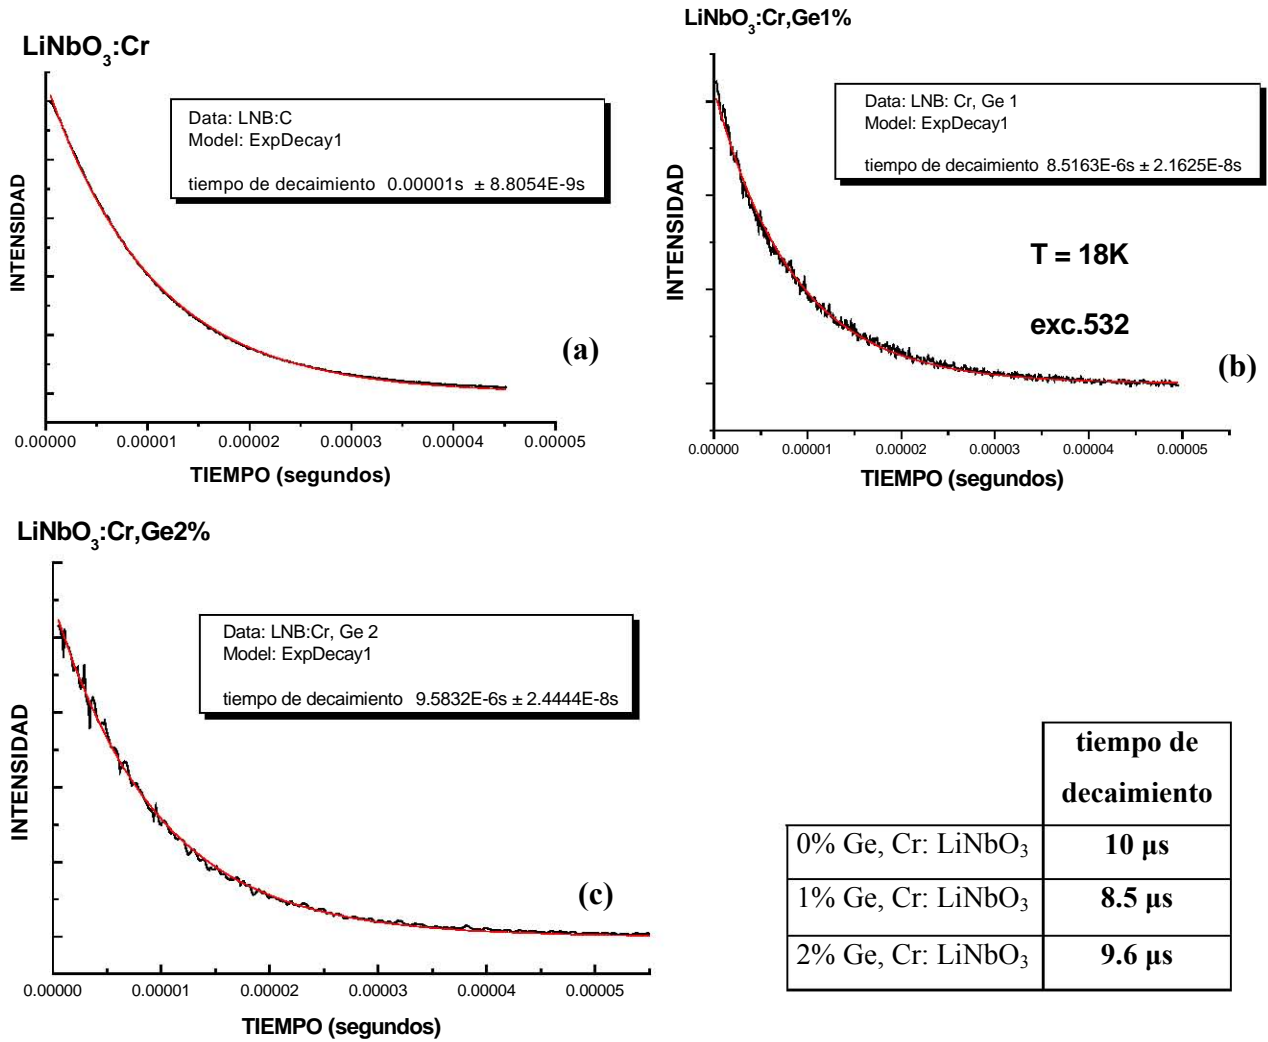 LiNbO3:Cr
Data: LNB:C
Model: ExpDecay1
tiempo de decaimiento 0.00001s ± 8.8054E-9s
INTENSIDAD
(a)
0.00000 0.00001 0.00002 0.00003 0.00004 0.00005
TIEMPO (segundos)
LiNbO3:Cr,Ge1%
Data: LNB: Cr, Ge 1
Model: ExpDecay1
tiempo de decaimiento 8.5163E-6s ± 2.1625E-8s
INTENSIDAD
T = 18K
exc.532
(b)
0.00000 0.00001 0.00002 0.00003 0.00004 0.00005
TIEMPO (segundos)
LiNbO3:Cr,Ge2%
Data: LNB:Cr, Ge 2
Model: ExpDecay1
tiempo de decaimiento 9.5832E-6s ± 2.4444E-8s
INTENSIDAD
(c)
0.00000 0.00001 0.00002 0.00003 0.00004 0.00005
TIEMPO (segundos)
tiempo de
decaimiento
0% Ge, Cr: LiNbO3 10 µs
1% Ge, Cr: LiNbO3 8.5 µs
2% Ge, Cr: LiNbO3 9.6 µs